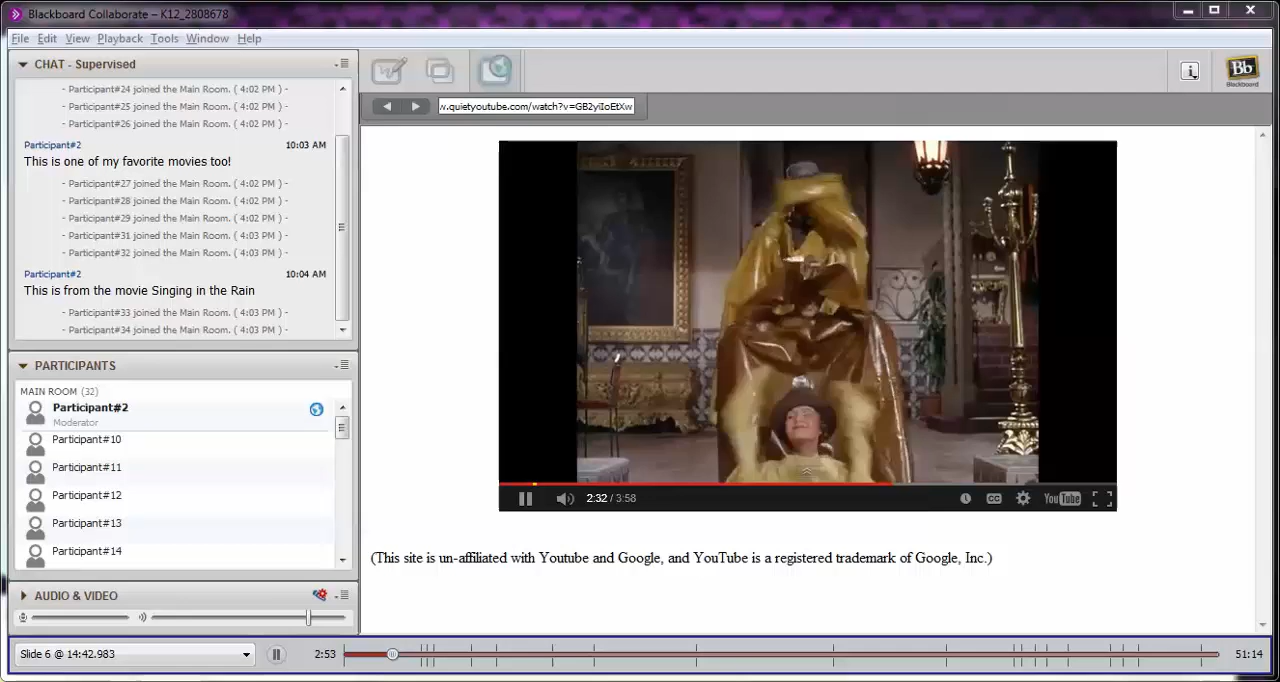 Blackboard Collaborate – K12_2808678
File Edit View Playback Tools Window Help
CHAT - Supervised
- Participant#24 joined the Main Room. ( 4:02 PM ) -
- Participant#25 joined the Main Room. ( 4:02 PM ) -
- Participant#26 joined the Main Room. ( 4:02 PM ) -
Participant#2 10:03 AM
This is one of my favorite movies too!
- Participant#27 joined the Main Room. ( 4:02 PM ) -
- Participant#28 joined the Main Room. ( 4:02 PM ) -
- Participant#29 joined the Main Room. ( 4:02 PM ) -
- Participant#31 joined the Main Room. ( 4:03 PM ) -
- Participant#32 joined the Main Room. ( 4:03 PM ) -
Participant#2 10:04 AM
This is from the movie Singing in the Rain
- Participant#33 joined the Main Room. ( 4:03 PM ) -
- Participant#34 joined the Main Room. ( 4:03 PM ) -
PARTICIPANTS
MAIN ROOM (32)
Participant#2
Moderator
Participant#10
Participant#11
Participant#12
Participant#13
Participant#14
AUDIO & VIDEO
Slide 6 @ 14:42.983
2:53
51:14
w.quietyoutube.com/watch?v=GB2yiIoEtXw
Bb
Blackboard
2:32 / 3:58
CC
YouTube
(This site is un-affiliated with Youtube and Google, and YouTube is a registered trademark of Google, Inc.)